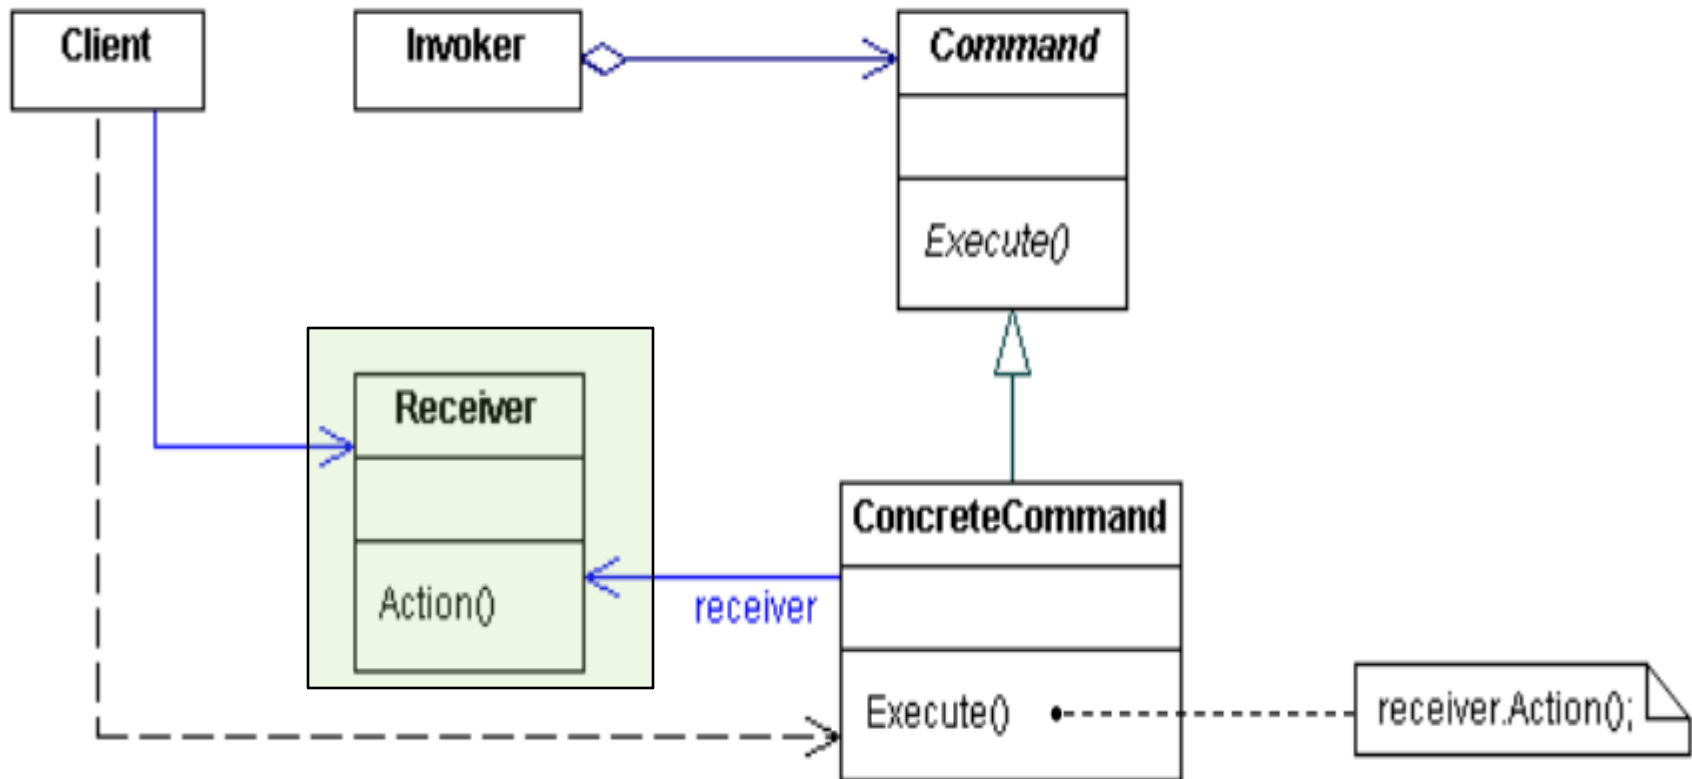 Client
Invoker
Command
Execute()
Receiver
Action()
receiver
ConcreteCommand
Execute()
receiver.Action();